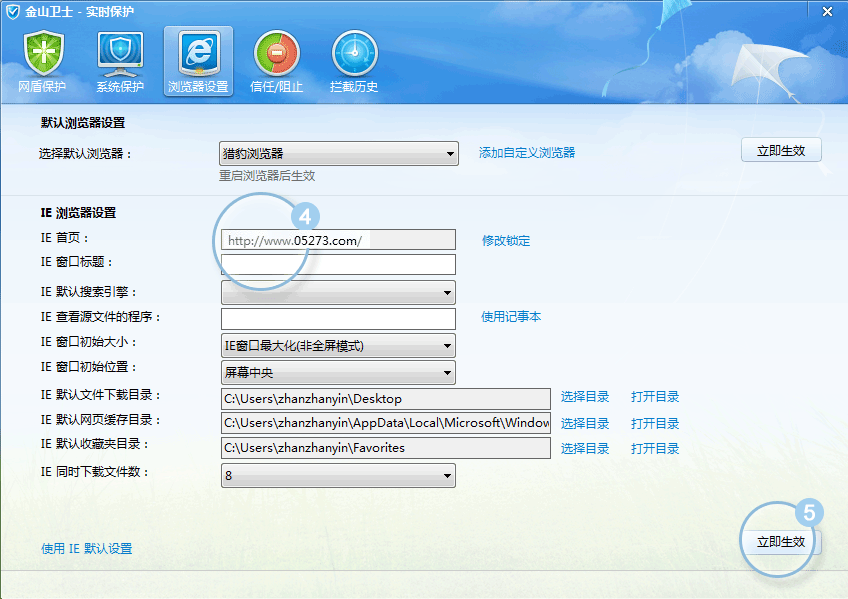 金山卫士 - 实时保护
网盾保护 系统保护 浏览器设置 信任/阻止 拦截历史
默认浏览器设置
选择默认浏览器： 猎豹浏览器 添加自定义浏览器 立即生效
重启浏览器后生效
IE 浏览器设置
4
IE 首页： http://www.05273.com/ 修改锁定
IE 窗口标题：
IE 默认搜索引擎：
IE 查看源文件的程序： 使用记事本
IE 窗口初始大小： IE窗口最大化(非全屏模式)
IE 窗口初始位置： 屏幕中央
IE 默认文件下载目录： C:\Users\zhanzhanyin\Desktop 选择目录 打开目录
IE 默认网页缓存目录： C:\Users\zhanzhanyin\AppData\Local\Microsoft\Window 选择目录 打开目录
IE 默认收藏夹目录： C:\Users\zhanzhanyin\Favorites 选择目录 打开目录
IE 同时下载文件数： 8
5
使用 IE 默认设置 立即生效